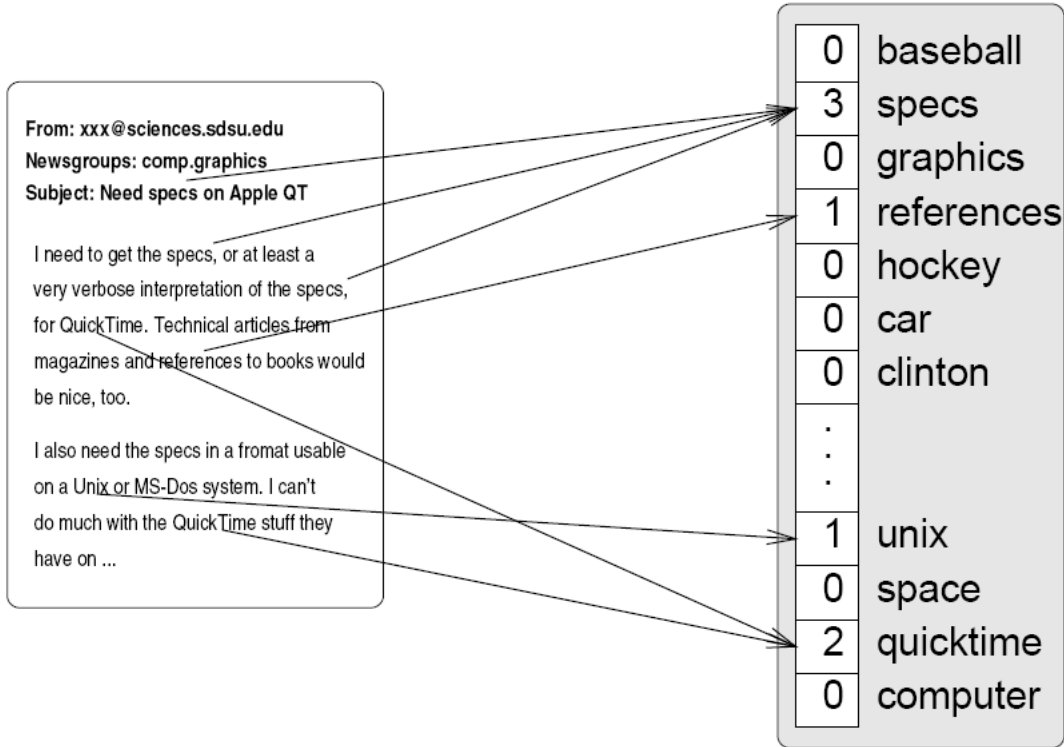 From: xxx@sciences.sdsu.edu
Newsgroups: comp.graphics
Subject: Need specs on Apple QT
I need to get the specs, or at least a
very verbose interpretation of the specs,
for QuickTime. Technical articles from
magazines and references to books would
be nice, too.
I also need the specs in a fromat usable
on a Unix or MS-Dos system. I can't
do much with the QuickTime stuff they
have on ...
0 baseball
3 specs
0 graphics
1 references
0 hockey
0 car
0 clinton
.
.
.
1 unix
0 space
2 quicktime
0 computer